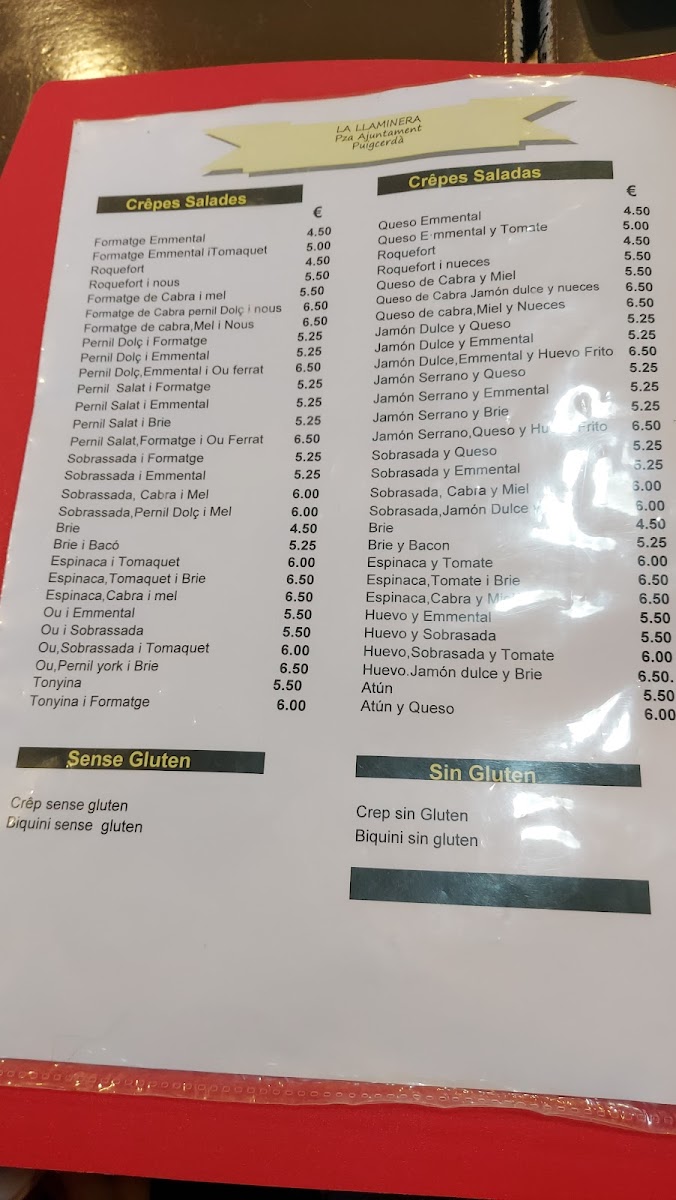 LA LLAMINERA
Pza Ajuntament
Puigcerdà
Crêpes Salades
€
Formatge Emmental 4.50
Formatge Emmental iTomaquet 5.00
Roquefort 4.50
Roquefort i nous 5.50
Formatge de Cabra i mel 5.50
Formatge de Cabra pernil Dolç i nous 6.50
Formatge de cabra,Mel i Nous 6.50
Pernil Dolç i Formatge 5.25
Pernil Dolç i Emmental 5.25
Pernil Dolç,Emmental i Ou ferrat 6.50
Pernil Salat i Formatge 5.25
Pernil Salat i Emmental 5.25
Pernil Salat i Brie 5.25
Pernil Salat,Formatge i Ou Ferrat 6.50
Sobrassada i Formatge 5.25
Sobrassada i Emmental 5.25
Sobrassada, Cabra i Mel 6.00
Sobrassada,Pernil Dolç i Mel 6.00
Brie 4.50
Brie i Bacó 5.25
Espinaca i Tomaquet 6.00
Espinaca,Tomaquet i Brie 6.50
Espinaca,Cabra i mel 6.50
Ou i Emmental 5.50
Ou i Sobrassada 5.50
Ou,Sobrassada i Tomaquet 6.00
Ou,Pernil york i Brie 6.50
Tonyina 5.50
Tonyina i Formatge 6.00
Sense Gluten
Crêp sense gluten
Biquini sense gluten
Crêpes Saladas
€
Queso Emmental 4.50
Queso E·mmental y Tomate 5.00
Roquefort 4.50
Roquefort i nueces 5.50
Queso de Cabra y Miel 5.50
Queso de Cabra Jamón dulce y nueces 6.50
Queso de cabra,Miel y Nueces 6.50
Jamón Dulce y Queso 5.25
Jamón Dulce y Emmental 5.25
Jamón Dulce,Emmental y Huevo Frito 6.50
Jamón Serrano y Queso 5.25
Jamón Serrano y Emmental 5.25
Jamón Serrano y Brie 5.25
Jamón Serrano,Queso y Frito 6.50
Sobrasada y Queso 5.25
Sobrasada y Emmental 5.25
Sobrasada, Cabra y Miel 6.00
Sobrasada,Jamón Dulce y 6.00
Brie 4.50
Brie y Bacon 5.25
Espinaca y Tomate 6.00
Espinaca,Tomate i Brie 6.50
Espinaca,Cabra y 6.50
Huevo y Emmental 5.50
Huevo y Sobrasada 5.50
Huevo,Sobrasada y Tomate 6.00
Huevo.Jamón dulce y Brie 6.50.
Atún 5.50
Atún y Queso 6.00
Sin Gluten
Crep sin Gluten
Biquini sin gluten